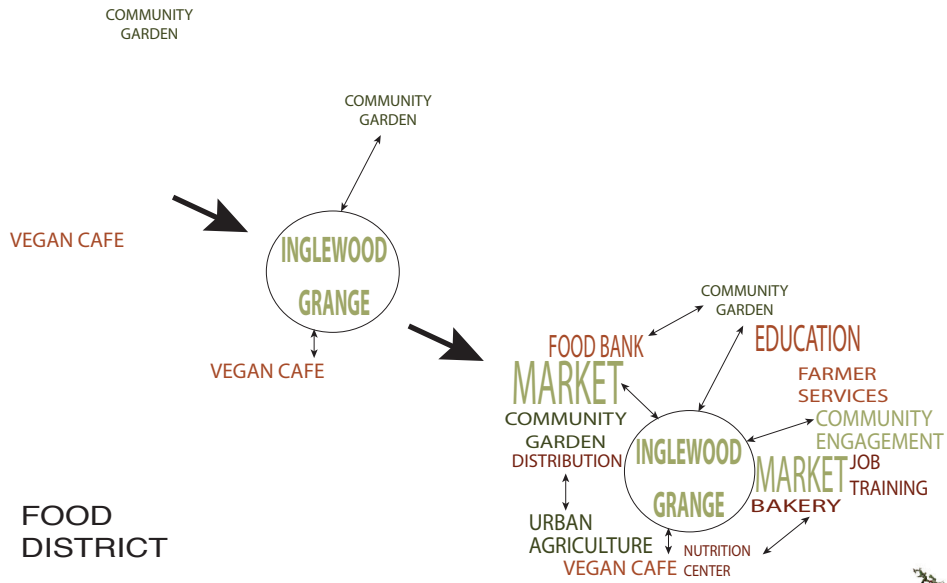 COMMUNITY
GARDEN
COMMUNITY
GARDEN
VEGAN CAFE
INGLEWOOD
GRANGE
VEGAN CAFE
COMMUNITY
GARDEN
FOOD BANK
EDUCATION
MARKET
FARMER
SERVICES
COMMUNITY
GARDEN
DISTRIBUTION
COMMUNITY
ENGAGEMENT
INGLEWOOD
GRANGE
MARKET
JOB
TRAINING
BAKERY
URBAN
AGRICULTURE
VEGAN CAFE
NUTRITION
CENTER
FOOD
DISTRICT